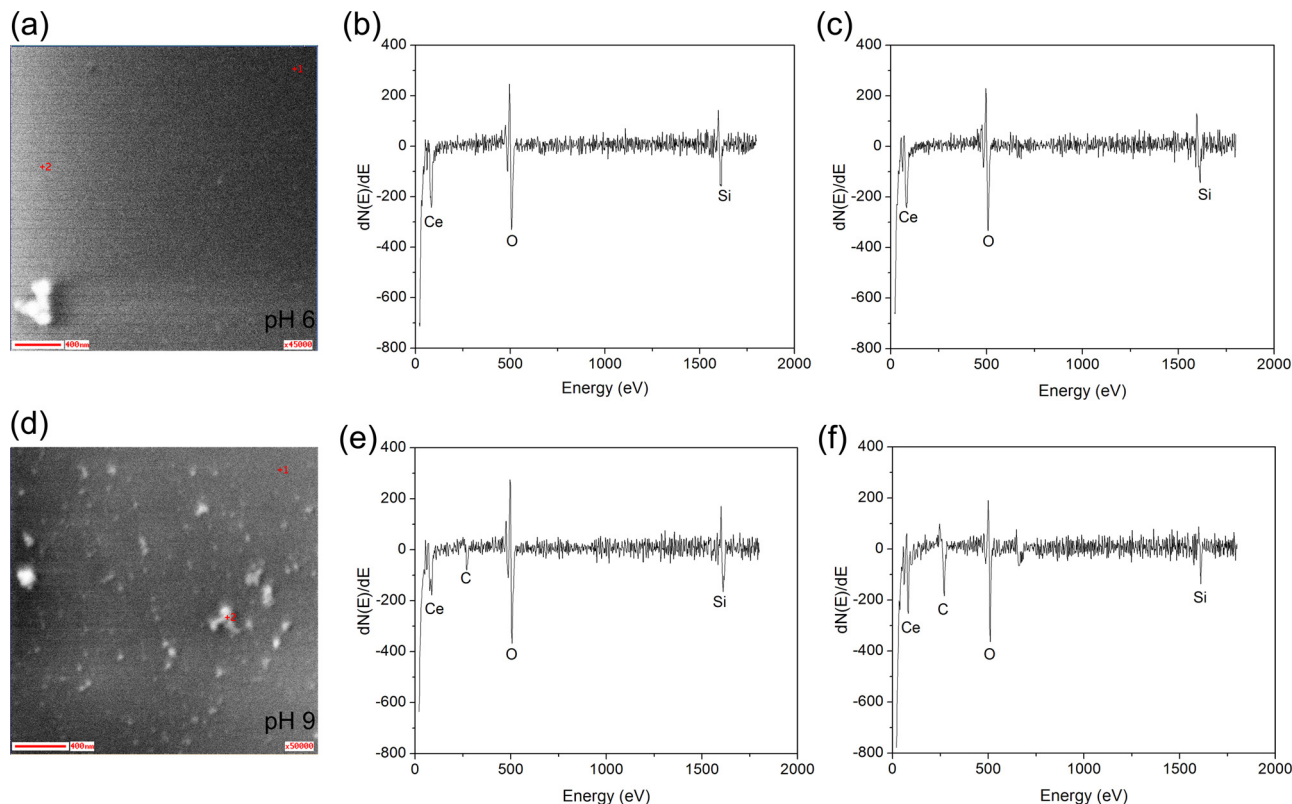 (a)
+1
+2
pH 6
400nm
x45000
(b)
400
200
0
-200
-400
-600
-800
dN(E)/dE
Ce
O
Si
0
500
1000
1500
2000
Energy (eV)
(c)
400
200
0
-200
-400
-600
-800
dN(E)/dE
Ce
O
Si
0
500
1000
1500
2000
Energy (eV)
(d)
+1
+2
pH 9
400nm
x50000
(e)
400
200
0
-200
-400
-600
-800
dN(E)/dE
Ce
C
O
Si
0
500
1000
1500
2000
Energy (eV)
(f)
400
200
0
-200
-400
-600
-800
dN(E)/dE
Ce
C
O
Si
0
500
1000
1500
2000
Energy (eV)